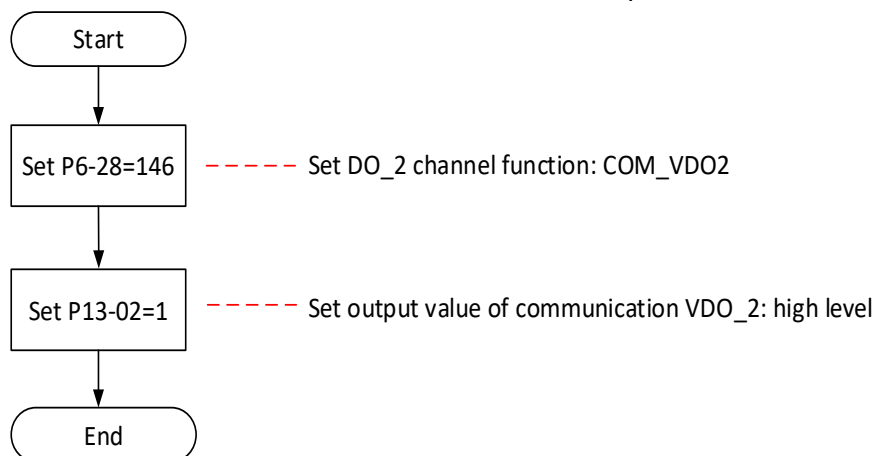 Start
Set P6-28=146
Set DO_2 channel function: COM_VDO2
Set P13-02=1
Set output value of communication VDO_2: high level
End